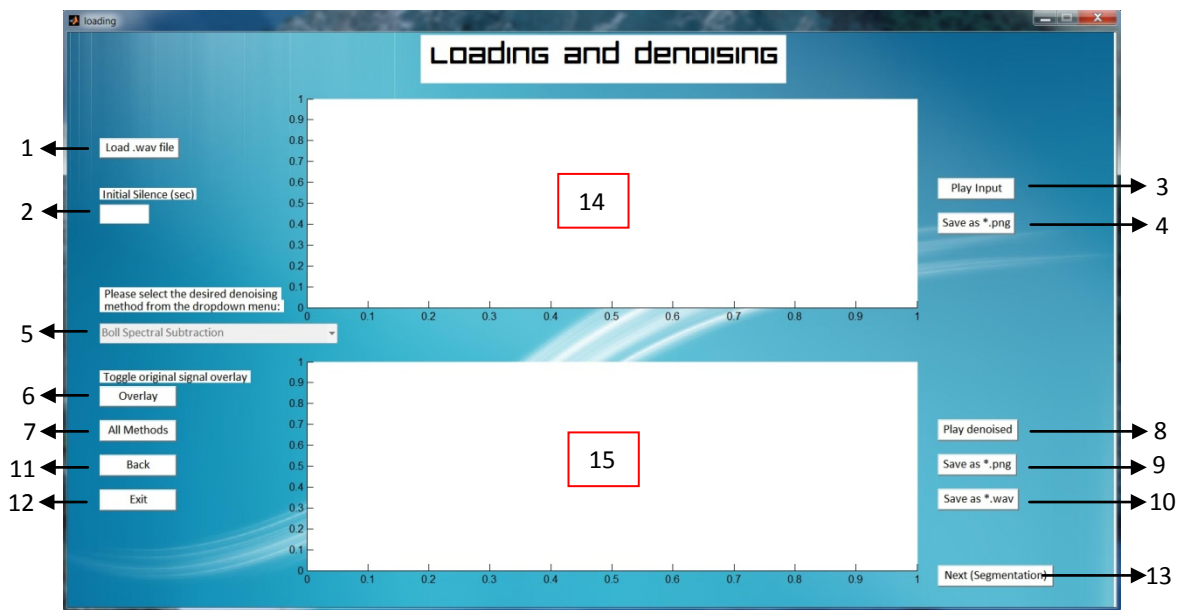 loading
Loading and denoising
1
Load .wav file
Initial Silence (sec)
2
Please select the desired denoising
method from the dropdown menu:
5
Boll Spectral Subtraction
Toggle original signal overlay
6
Overlay
7
All Methods
11
Back
12
Exit
1
0.9
0.8
0.7
0.6
0.5
0.4
0.3
0.2
0.1
0
0 0.1 0.2 0.3 0.4 0.5 0.6 0.7 0.8 0.9 1
14
1
0.9
0.8
0.7
0.6
0.5
0.4
0.3
0.2
0.1
0
0 0.1 0.2 0.3 0.4 0.5 0.6 0.7 0.8 0.9 1
15
Play Input
3
Save as *.png
4
Play denoised
8
Save as *.png
9
Save as *.wav
10
Next (Segmentation)
13